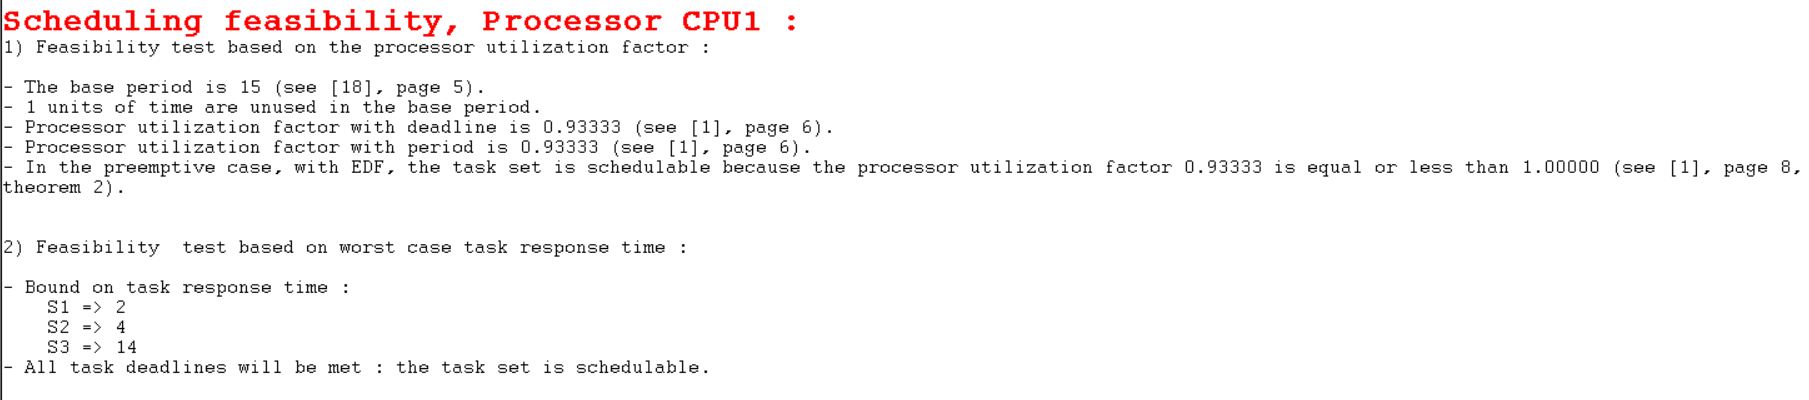 Scheduling feasibility, Processor CPU1 :
1) Feasibility test based on the processor utilization factor :
- The base period is 15 (see [18], page 5).
- 1 units of time are unused in the base period.
- Processor utilization factor with deadline is 0.93333 (see [1], page 6).
- Processor utilization factor with period is 0.93333 (see [1], page 6).
- In the preemptive case, with EDF, the task set is schedulable because the processor utilization factor 0.93333 is equal or less than 1.00000 (see [1], page 8,
theorem 2).
2) Feasibility  test based on worst case task response time :
- Bound on task response time :
S1 => 2
S2 => 4
S3 => 14
- All task deadlines will be met : the task set is schedulable.